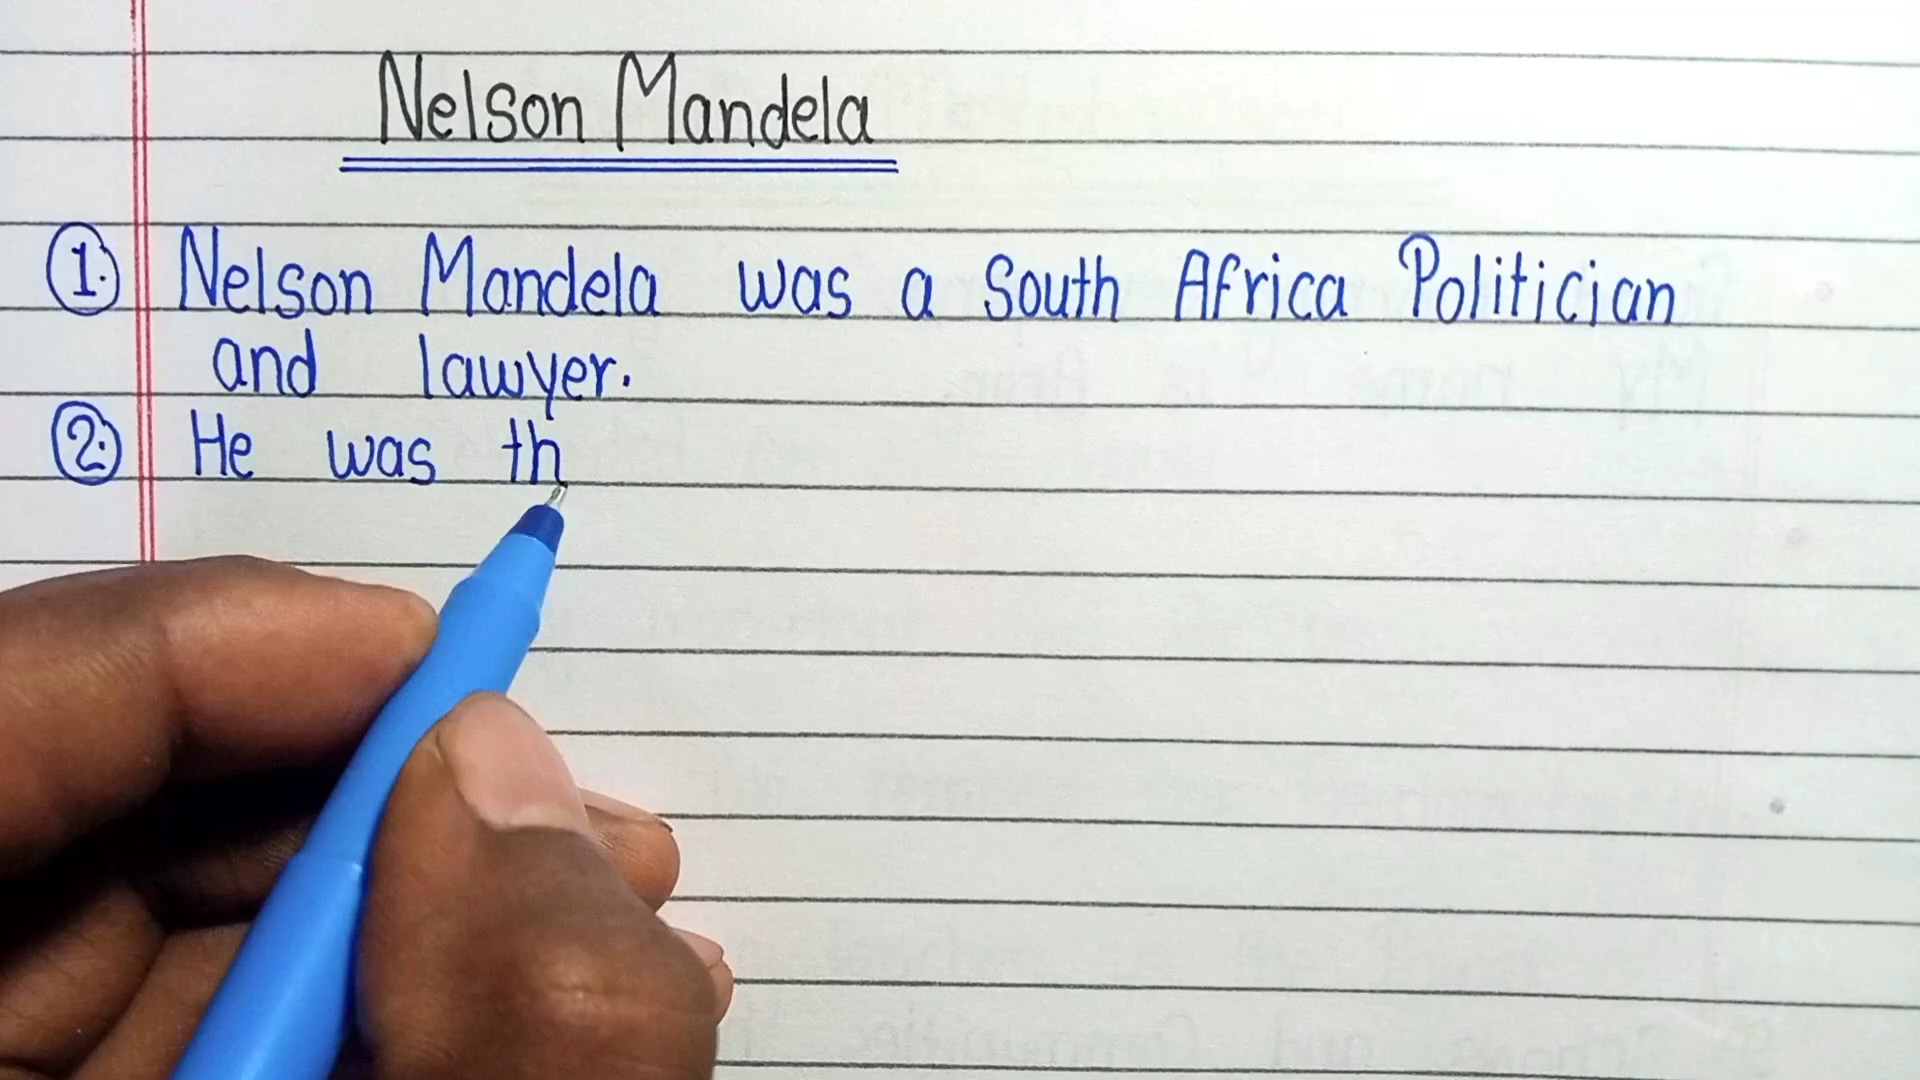 Nelson Mandela
1. Nelson Mandela was a South Africa Politician
and lawyer.
2. He was th